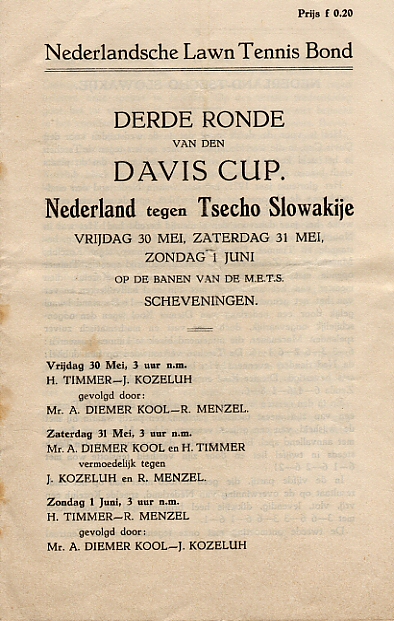 Prijs f 0.20
Nederlandsche Lawn Tennis Bond
DERDE RONDE
VAN DEN
DAVIS CUP.
Nederland tegen Tsecho Slowakije
VRIJDAG 30 MEI, ZATERDAG 31 MEI,
ZONDAG 1 JUNI
OP DE BANEN VAN DE M.E.T.S.
SCHEVENINGEN.
Vrijdag 30 Mei, 3 uur n.m.
H. TIMMER—J. KOZELUH
gevolgd door:
Mr. A. DIEMER KOOL—R. MENZEL.
Zaterdag 31 Mei, 3 uur n.m.
Mr. A. DIEMER KOOL en H. TIMMER
vermoedelijk tegen
J. KOZELUH en R. MENZEL.
Zondag 1 Juni, 3 uur n.m.
H. TIMMER—R. MENZEL
gevolgd door:
Mr. A. DIEMER KOOL—J. KOZELUH